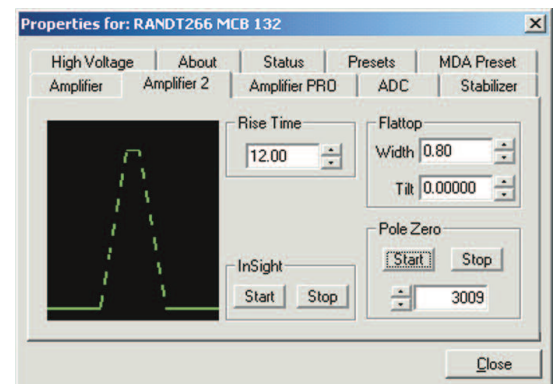 Properties for: RANDT266 MCB 132
High Voltage About Status Presets MDA Preset
Amplifier Amplifier 2 Amplifier PRO ADC Stabilizer
Rise Time
12.00
Flattop
Width 0.80
Tilt 0.00000
InSight
Start Stop
Pole Zero
Start Stop
3009
Close